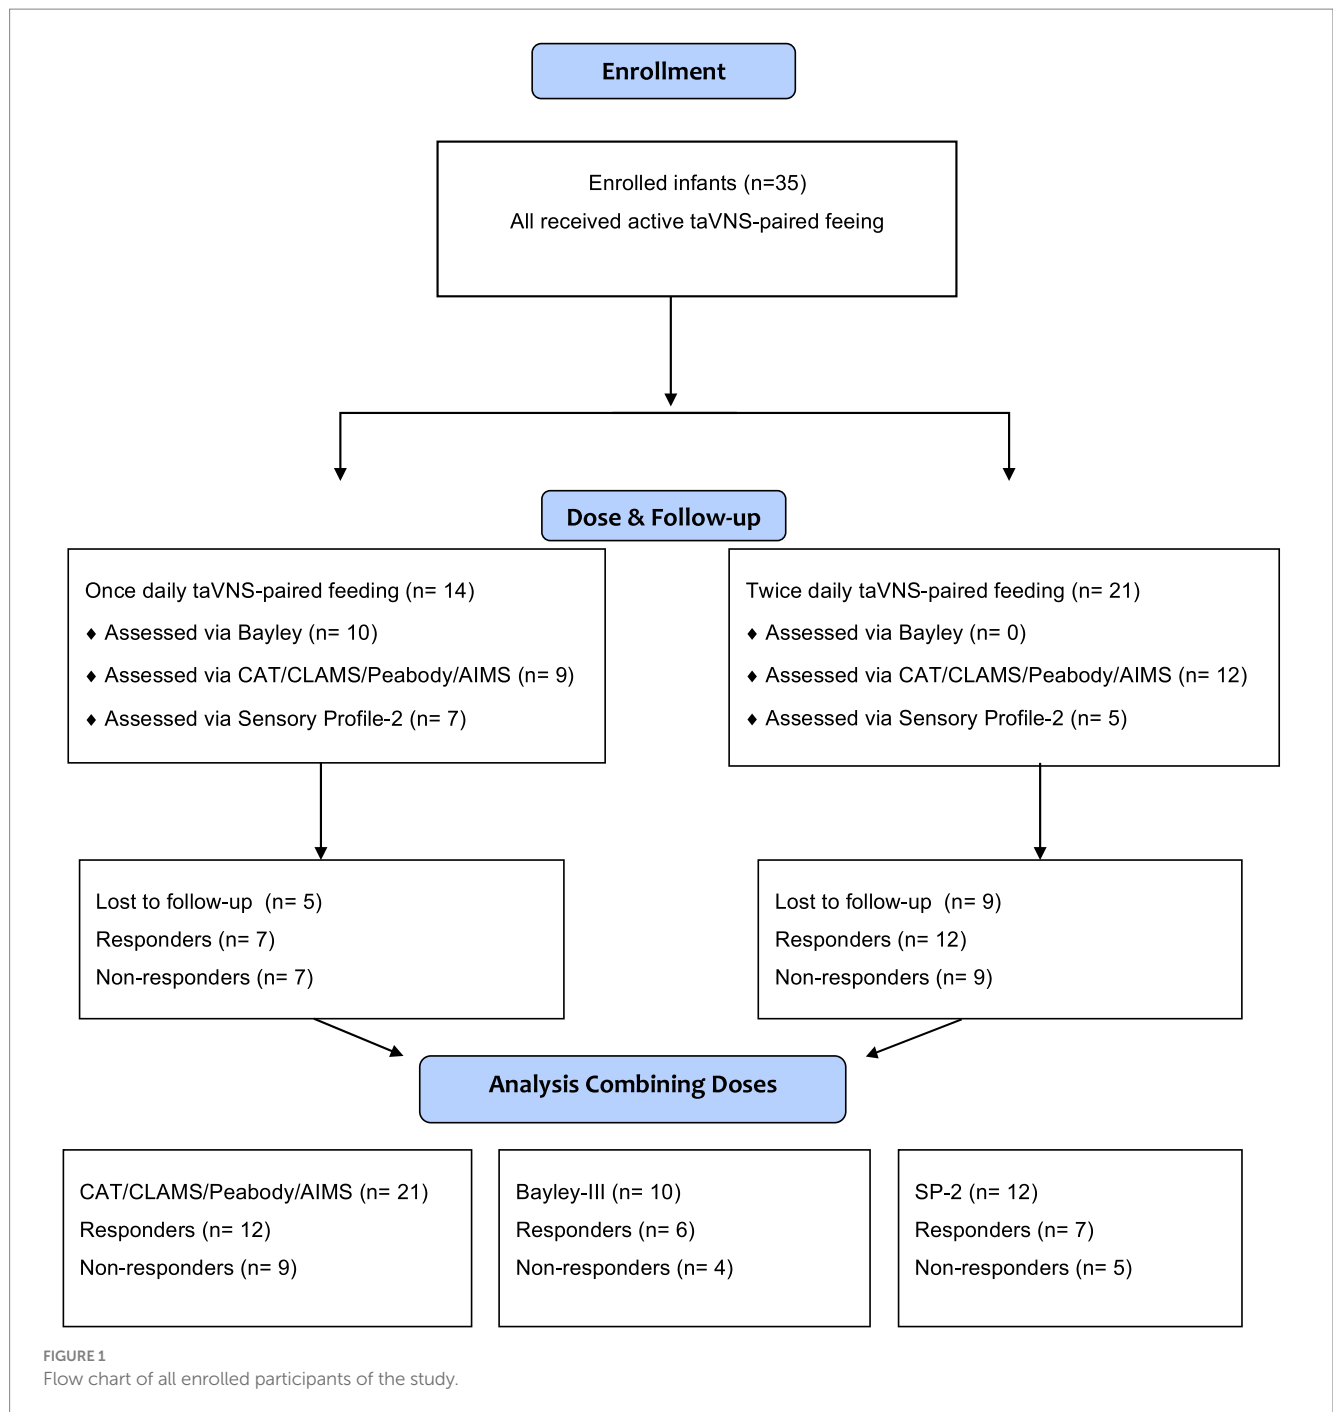 Enrollment
Enrolled infants (n=35)
All received active taVNS-paired feeing
Dose & Follow-up
Once daily taVNS-paired feeding (n= 14)
♦ Assessed via Bayley (n= 10)
♦ Assessed via CAT/CLAMS/Peabody/AIMS (n= 9)
♦ Assessed via Sensory Profile-2 (n= 7)
Twice daily taVNS-paired feeding (n= 21)
♦ Assessed via Bayley (n= 0)
♦ Assessed via CAT/CLAMS/Peabody/AIMS (n= 12)
♦ Assessed via Sensory Profile-2 (n= 5)
Lost to follow-up  (n= 5)
Responders (n= 7)
Non-responders (n= 7)
Lost to follow-up  (n= 9)
Responders (n= 12)
Non-responders (n= 9)
Analysis Combining Doses
CAT/CLAMS/Peabody/AIMS (n= 21)
Responders (n= 12)
Non-responders (n= 9)
Bayley-III (n= 10)
Responders (n= 6)
Non-responders (n= 4)
SP-2 (n= 12)
Responders (n= 7)
Non-responders (n= 5)
FIGURE 1
Flow chart of all enrolled participants of the study.